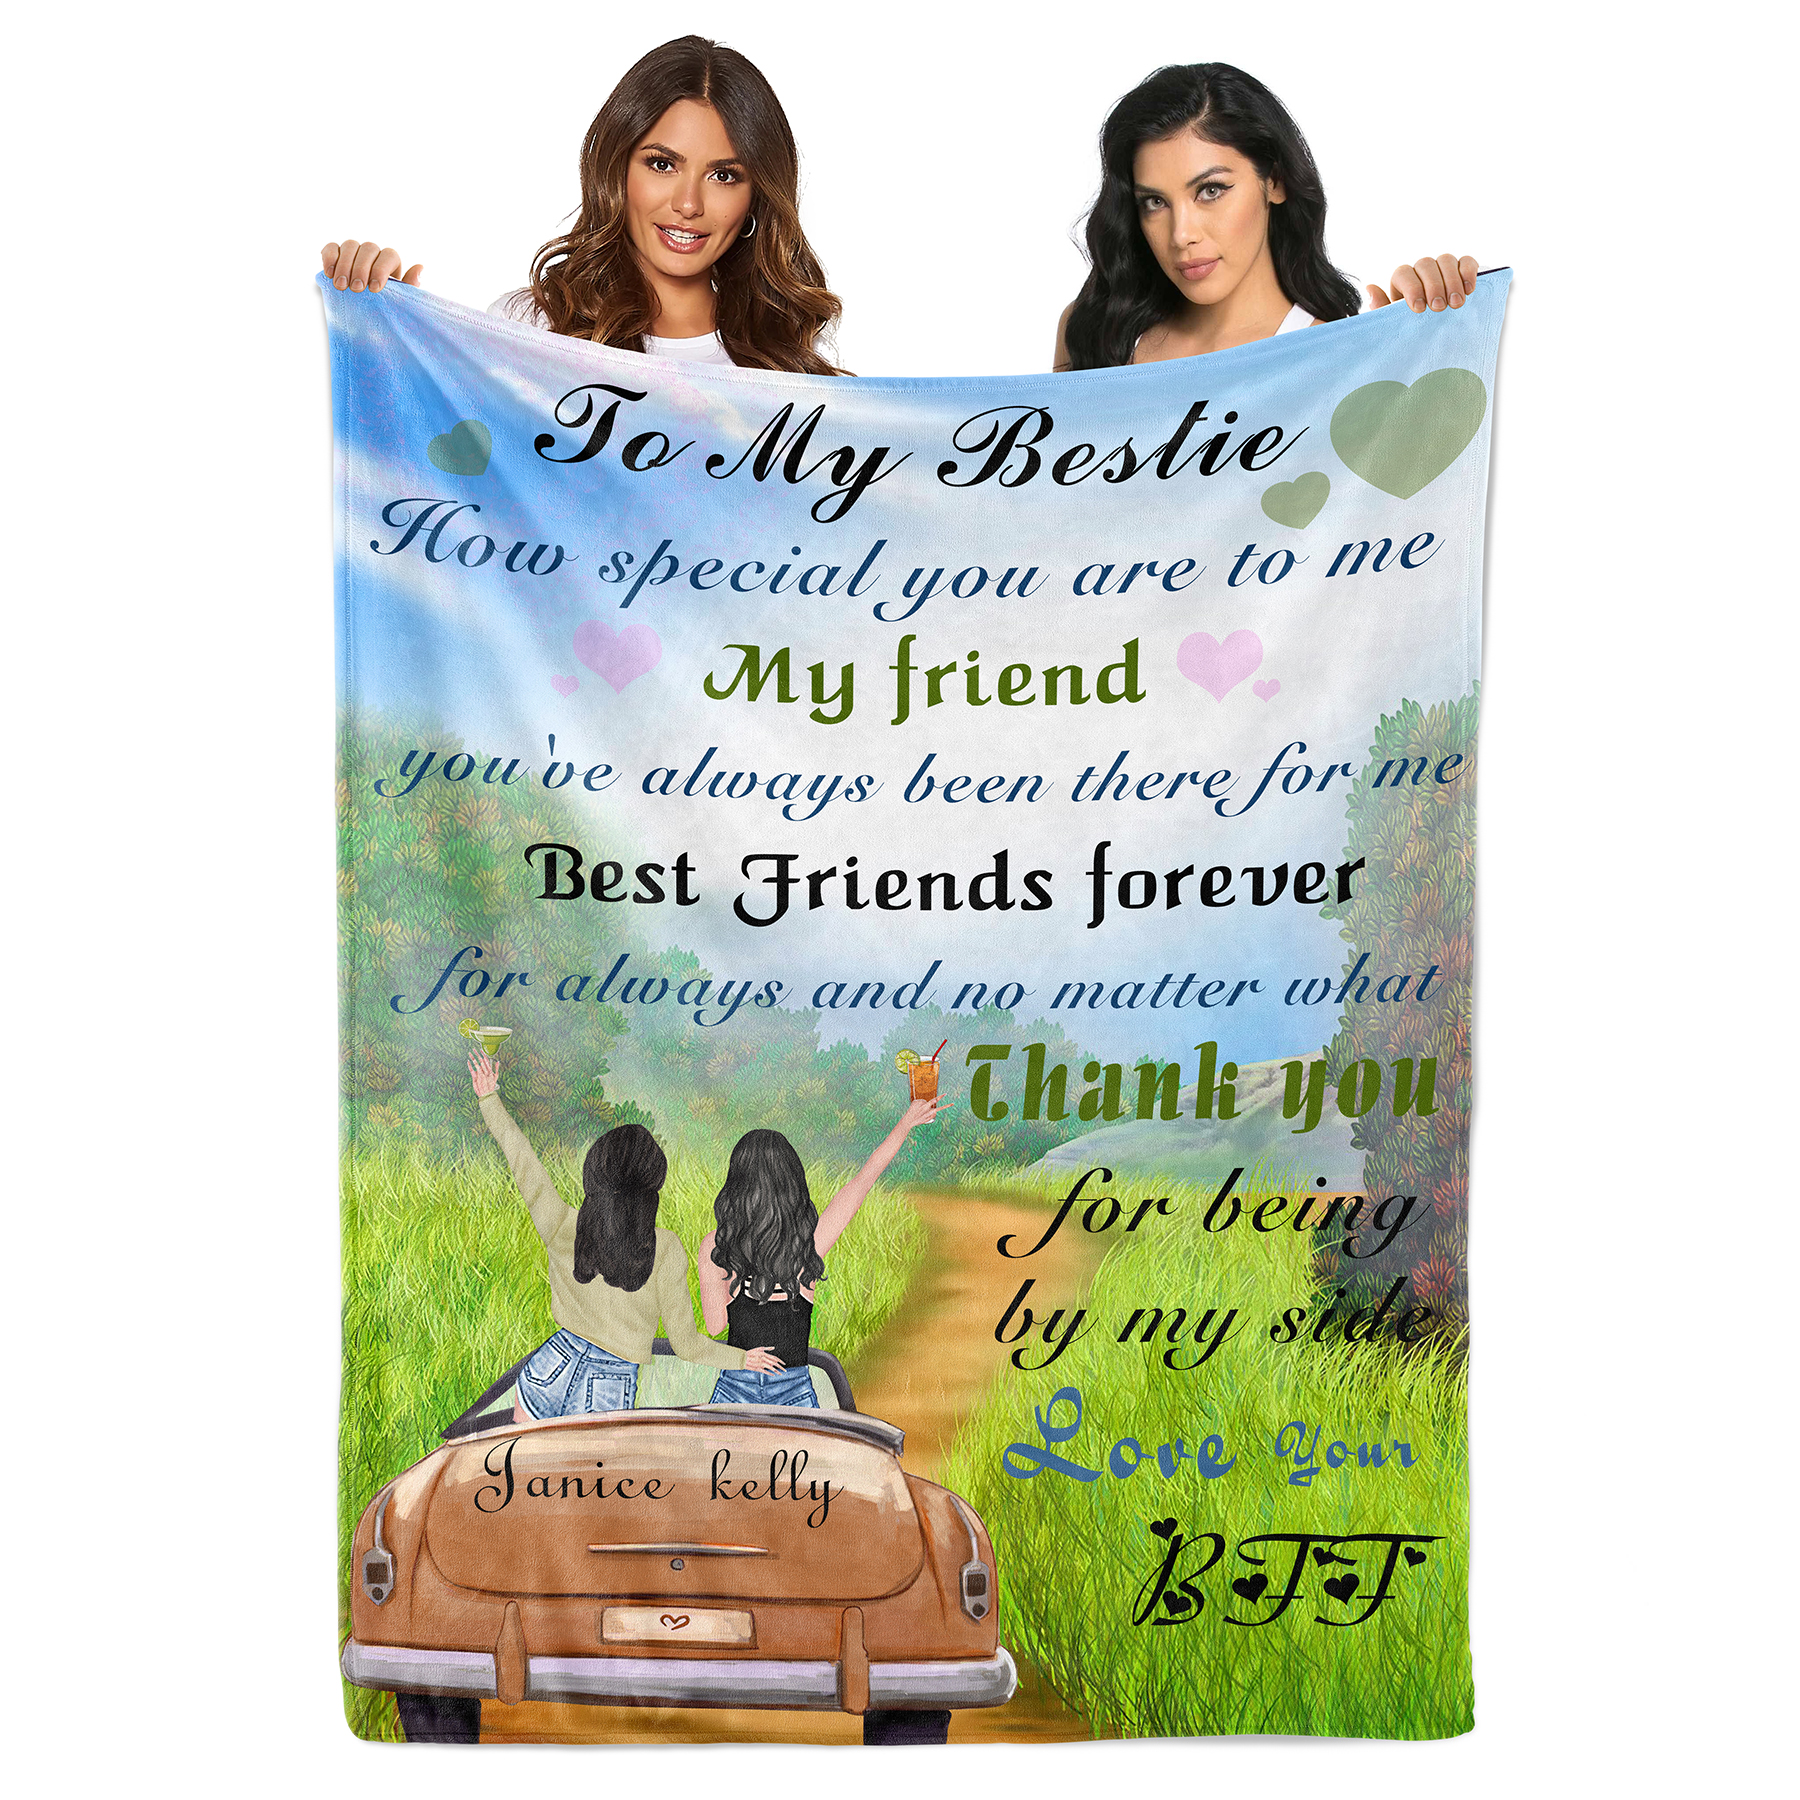 To My Bestie
How special you are to me
My friend
you've always been there for me
Best Friends forever
for always and no matter what
Thank you
for being
by my side
Love Your
BFF
Janice kelly